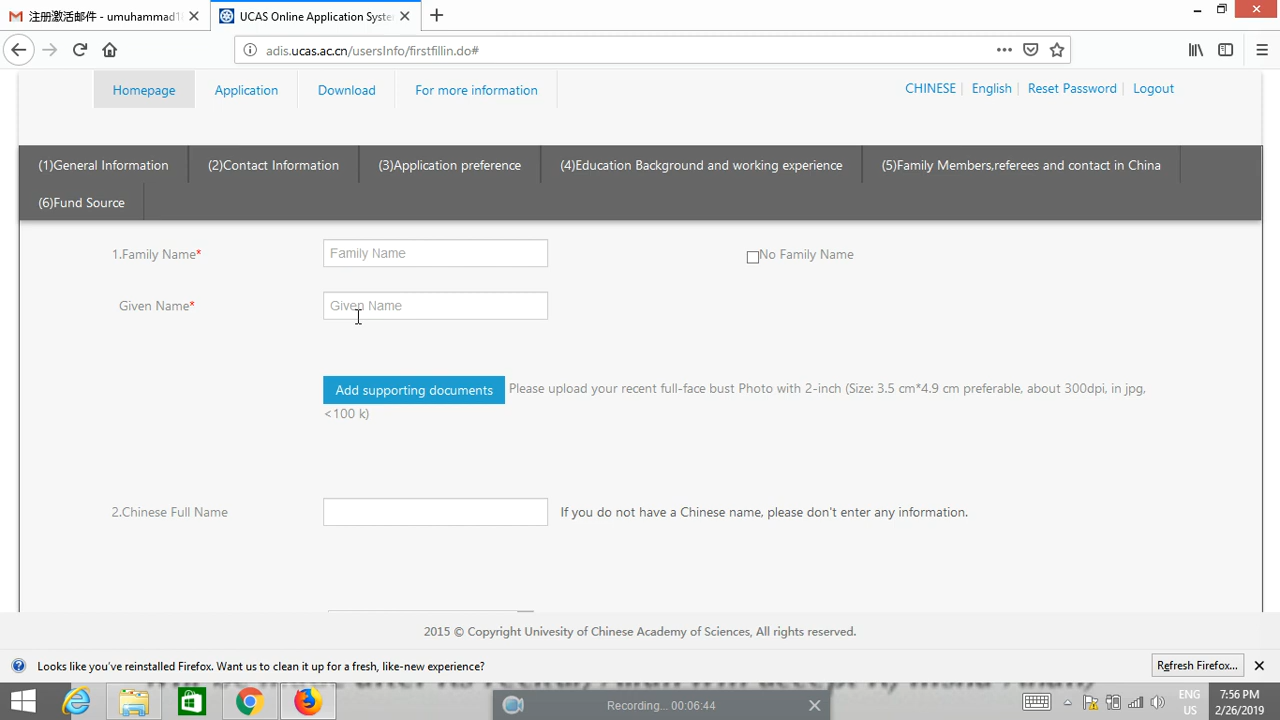 注册激活邮件 - umuhammad1
UCAS Online Application Syste
adis.ucas.ac.cn/usersInfo/firstfillin.do#
Homepage Application Download For more information CHINESE English Reset Password Logout
(1)General Information (2)Contact Information (3)Application preference (4)Education Background and working experience (5)Family Members,referees and contact in China
(6)Fund Source
1.Family Name* Family Name No Family Name
Given Name* Given Name
Add supporting documents Please upload your recent full-face bust Photo with 2-inch (Size: 3.5 cm*4.9 cm preferable, about 300dpi, in jpg,
<100 k)
2.Chinese Full Name If you do not have a Chinese name, please don't enter any information.
2015 © Copyright Univesity of Chinese Academy of Sciences, All rights reserved.
Looks like you've reinstalled Firefox. Want us to clean it up for a fresh, like-new experience? Refresh Firefox...
Recording... 00:06:44
ENG 7:56 PM
US 2/26/2019